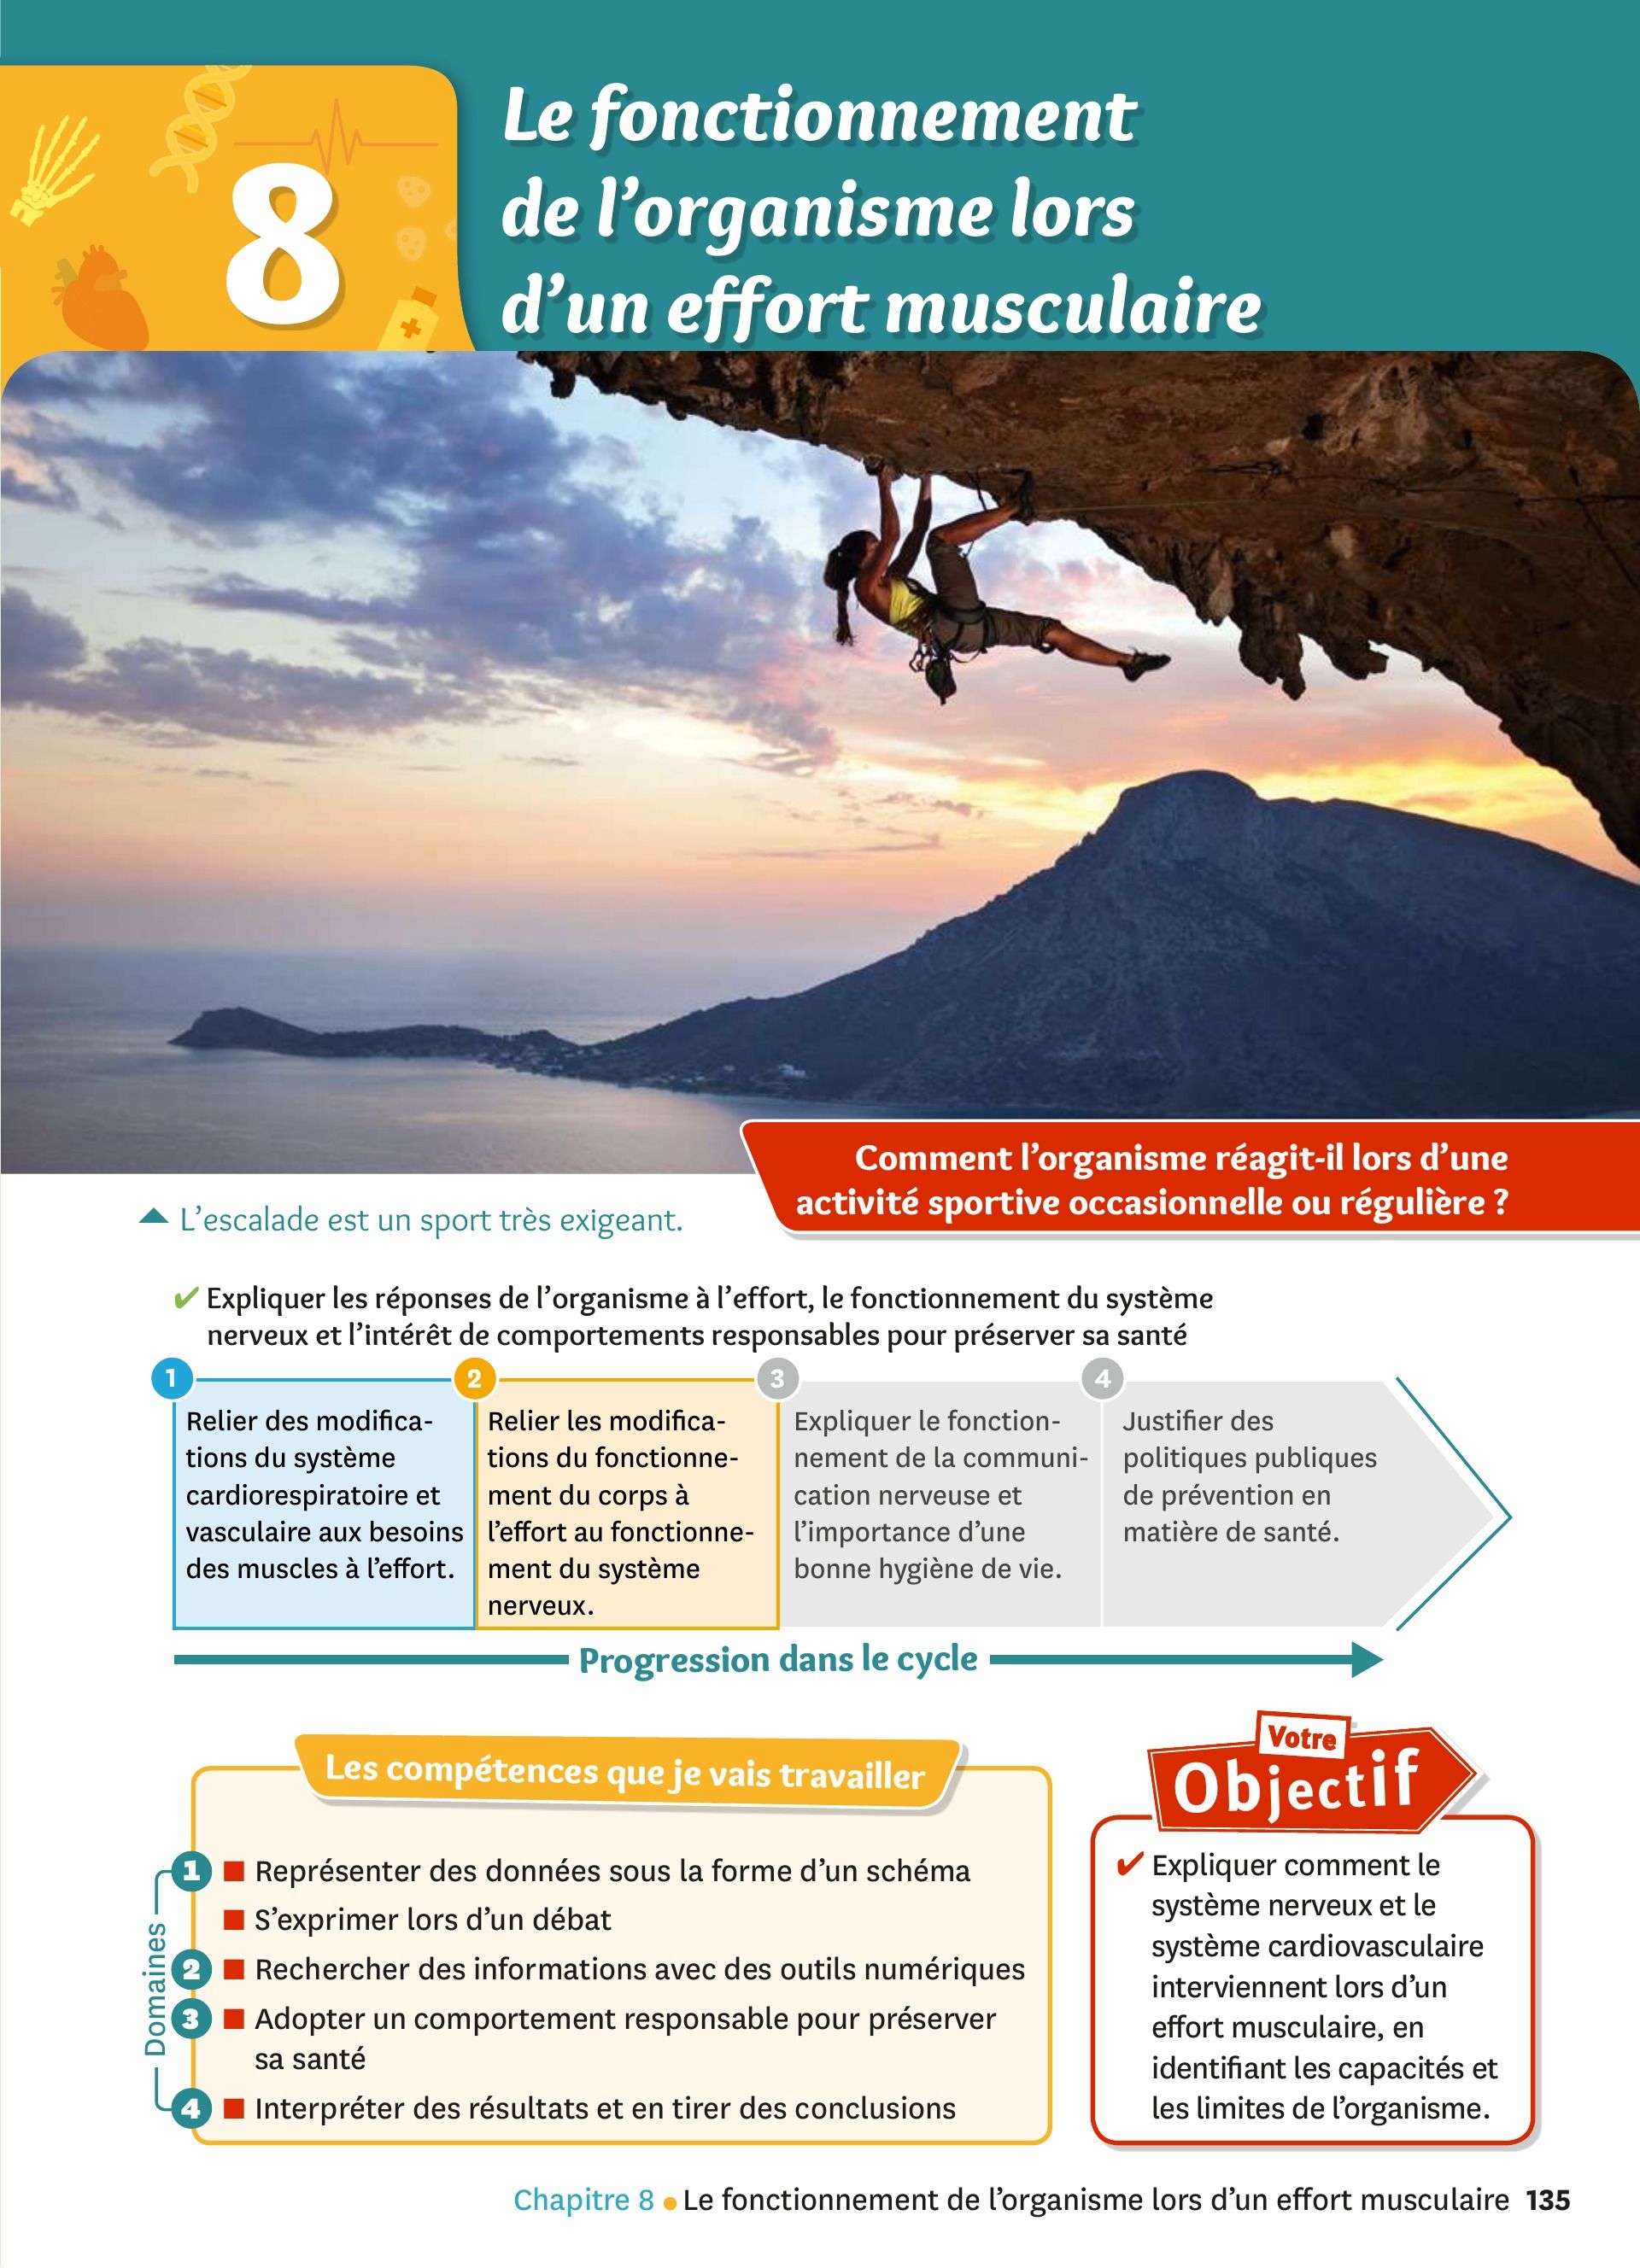 8
Le fonctionnement
de l’organisme lors
d’un effort musculaire
Comment l’organisme réagit-il lors d’une
activité sportive occasionnelle ou régulière ?
L’escalade est un sport très exigeant.
✔ Expliquer les réponses de l’organisme à l’effort, le fonctionnement du système
nerveux et l’intérêt de comportements responsables pour préserver sa santé
1
Relier des modifica-
tions du système
cardiorespiratoire et
vasculaire aux besoins
des muscles à l’effort.
2
Relier les modifica-
tions du fonctionne-
ment du corps à
l’effort au fonctionne-
ment du système
nerveux.
3
Expliquer le fonction-
nement de la communi-
cation nerveuse et
l’importance d’une
bonne hygiène de vie.
4
Justifier des
politiques publiques
de prévention en
matière de santé.
Progression dans le cycle
Les compétences que je vais travailler
Domaines
1 ■ Représenter des données sous la forme d’un schéma
■ S’exprimer lors d’un débat
2 ■ Rechercher des informations avec des outils numériques
3 ■ Adopter un comportement responsable pour préserver
sa santé
4 ■ Interpréter des résultats et en tirer des conclusions
Votre
Objectif
✔ Expliquer comment le
système nerveux et le
système cardiovasculaire
interviennent lors d’un
effort musculaire, en
identifiant les capacités et
les limites de l’organisme.
Chapitre 8 ● Le fonctionnement de l’organisme lors d’un effort musculaire 135